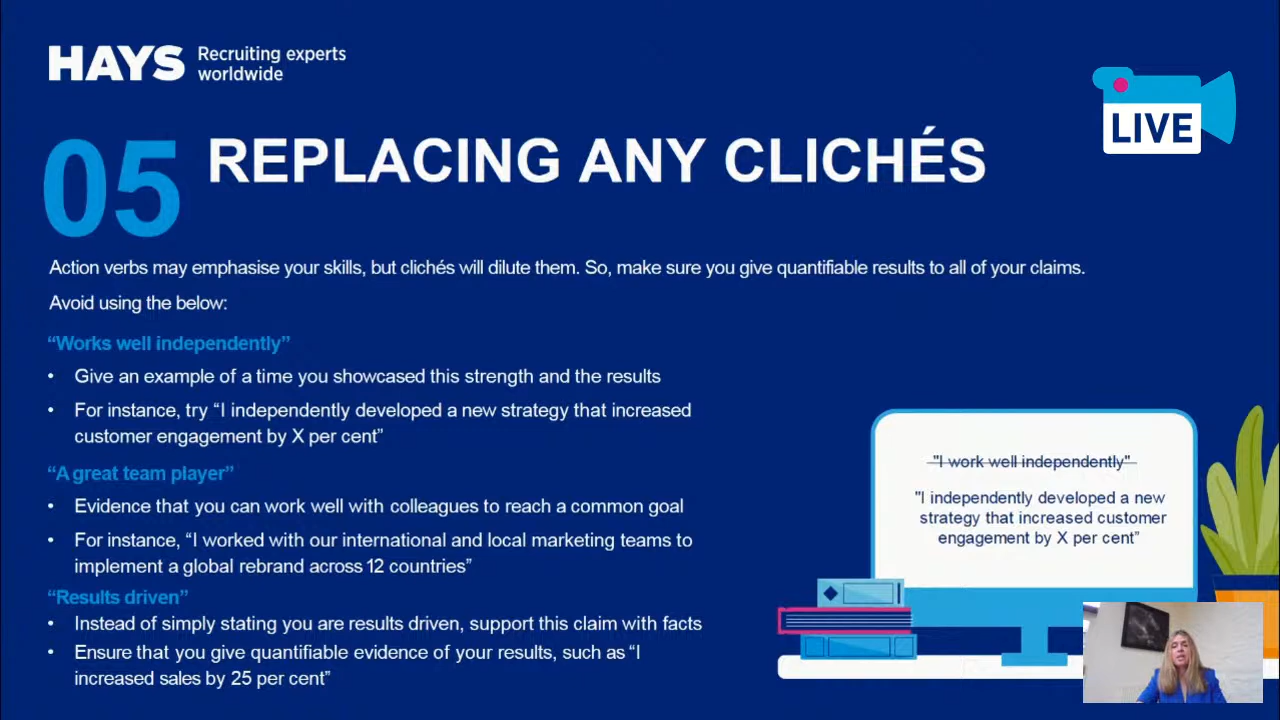 HAYS Recruiting experts
worldwide
LIVE
05 REPLACING ANY CLICHÉS
Action verbs may emphasise your skills, but clichés will dilute them. So, make sure you give quantifiable results to all of your claims.
Avoid using the below:
“Works well independently”
• Give an example of a time you showcased this strength and the results
• For instance, try “I independently developed a new strategy that increased
customer engagement by X per cent”
“A great team player”
• Evidence that you can work well with colleagues to reach a common goal
• For instance, “I worked with our international and local marketing teams to
implement a global rebrand across 12 countries”
“Results driven”
• Instead of simply stating you are results driven, support this claim with facts
• Ensure that you give quantifiable evidence of your results, such as “I
increased sales by 25 per cent”
"I work well independently"
"I independently developed a new
strategy that increased customer
engagement by X per cent”